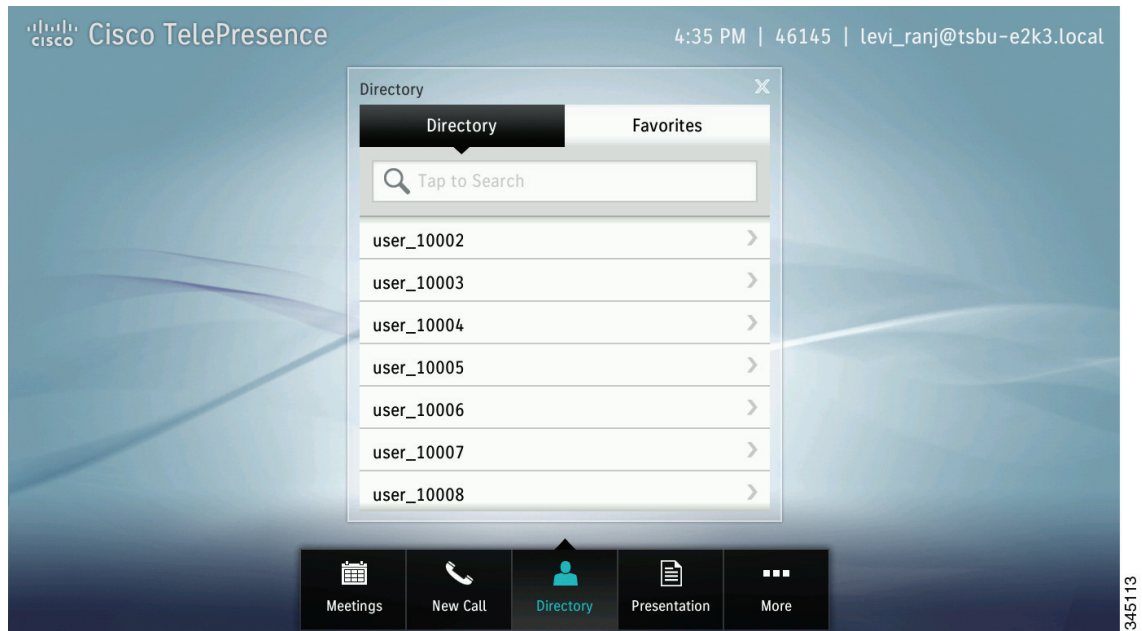 cisco Cisco TelePresence
4:35 PM | 46145 | levi_ranj@tsbu-e2k3.local
Directory
Directory Favorites
Tap to Search
user_10002
user_10003
user_10004
user_10005
user_10006
user_10007
user_10008
Meetings New Call Directory Presentation More
345113